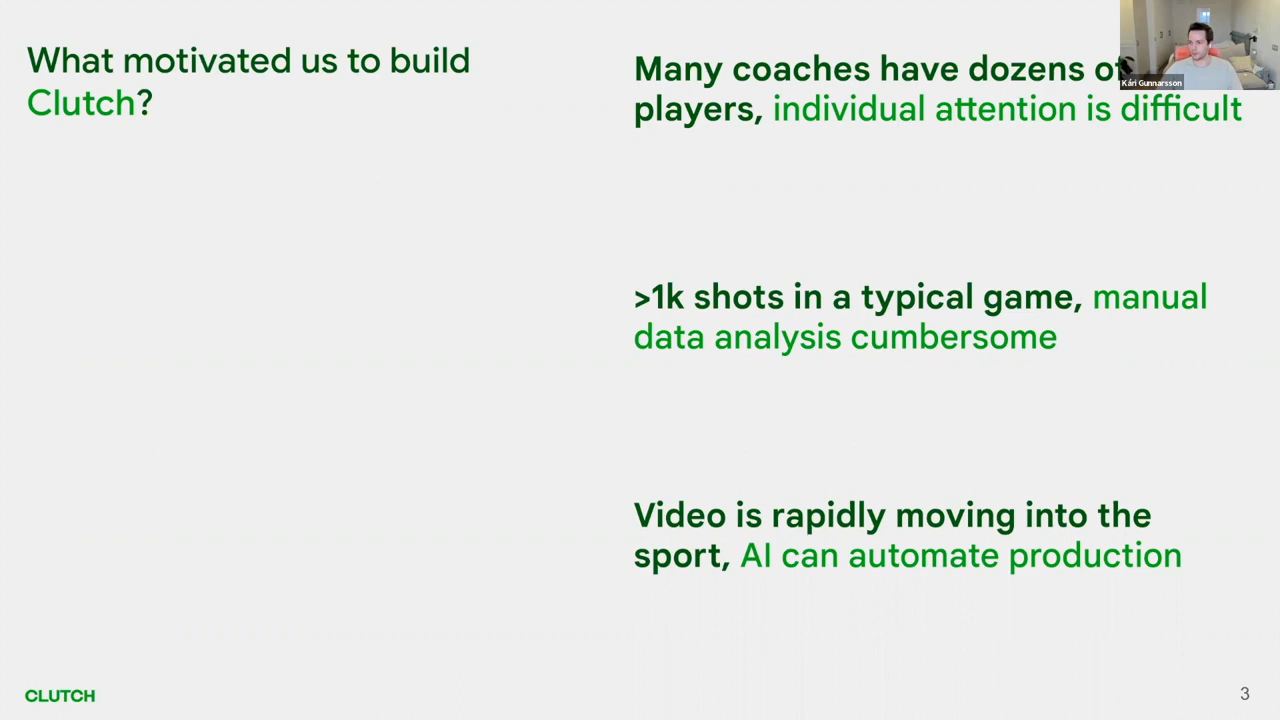 What motivated us to build
Clutch?
Many coaches have dozens of
players, individual attention is difficult
>1k shots in a typical game, manual
data analysis cumbersome
Video is rapidly moving into the
sport, AI can automate production
Kári Gunnarsson
CLUTCH
3